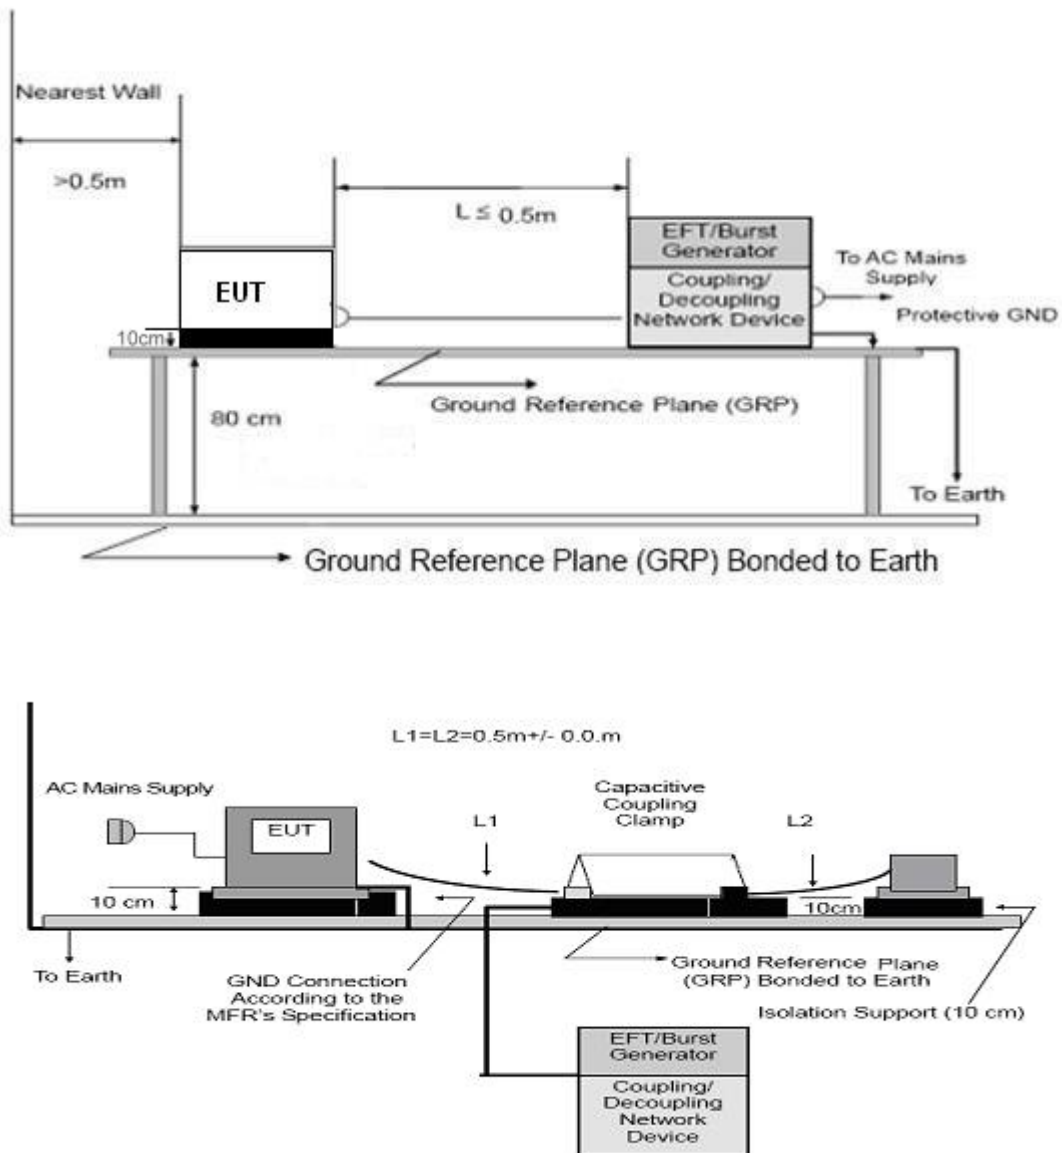 Nearest Wall
>0.5m
L ≤ 0.5m
EUT
10cm
EFT/Burst
Generator
Coupling/
Decoupling
Network Device
To AC Mains
Supply
Protective GND
Ground Reference Plane (GRP)
80 cm
To Earth
Ground Reference Plane (GRP) Bonded to Earth
L1=L2=0.5m+/- 0.0.m
AC Mains Supply
EUT
L1
Capacitive
Coupling
Clamp
L2
10 cm
10cm
To Earth
GND Connection
According to the
MFR's Specification
Ground Reference Plane
(GRP) Bonded to Earth
Isolation Support (10 cm)
EFT/Burst
Generator
Coupling/
Decoupling
Network
Device